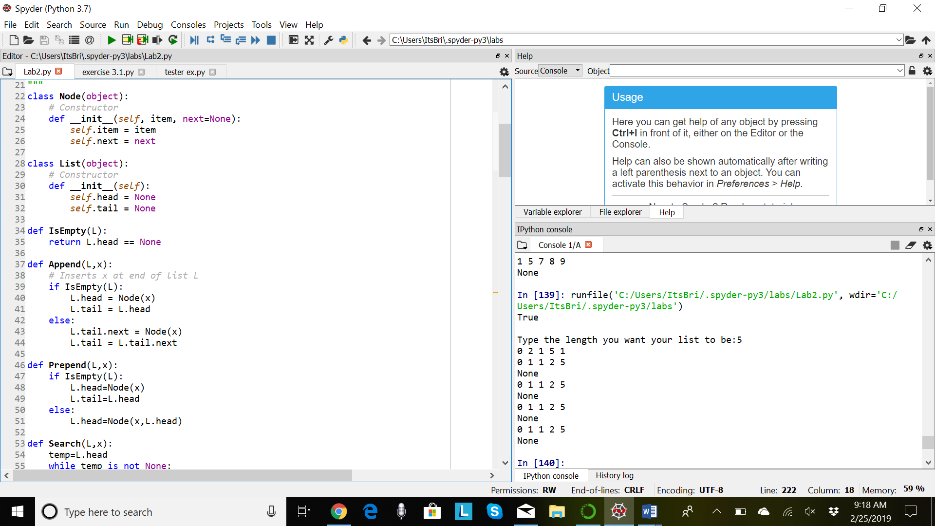 Spyder (Python 3.7)
File Edit Search Source Run Debug Consoles Projects Tools View Help
C:\Users\ItsBri\.spyder-py3\labs
Editor - C:\Users\ItsBri\.spyder-py3\labs\Lab2.py
Lab2.py exercise 3.1.py tester ex.py
21 """
22 class Node(object):
23 # Constructor
24 def __init__(self, item, next=None):
25 self.item = item
26 self.next = next
27
28 class List(object):
29 # Constructor
30 def __init__(self):
31 self.head = None
32 self.tail = None
33
34 def IsEmpty(L):
35 return L.head == None
36
37 def Append(L,x):
38 # Inserts x at end of list L
39 if IsEmpty(L):
40 L.head = Node(x)
41 L.tail = L.head
42 else:
43 L.tail.next = Node(x)
44 L.tail = L.tail.next
45
46 def Prepend(L,x):
47 if IsEmpty(L):
48 L.head=Node(x)
49 L.tail=L.head
50 else:
51 L.head=Node(x,L.head)
52
53 def Search(L,x):
54 temp=L.head
55 while temp is not None:
Help
Source Console Object
Usage
Here you can get help of any object by pressing
Ctrl+I in front of it, either on the Editor or the
Console.
Help can also be shown automatically after writing
a left parenthesis next to an object. You can
activate this behavior in Preferences > Help.
Variable explorer File explorer Help
IPython console
Console 1/A
1 5 7 8 9
None
In [139]: runfile('C:/Users/ItsBri/.spyder-py3/labs/Lab2.py', wdir='C:/
Users/ItsBri/.spyder-py3/labs')
True
Type the length you want your list to be:5
0 2 1 5 1
0 1 1 2 5
None
0 1 1 2 5
None
0 1 1 2 5
None
0 1 1 2 5
None
In [140]:
IPython console History log
Permissions: RW End-of-lines: CRLF Encoding: UTF-8 Line: 222 Column: 18 Memory: 59 %
Type here to search
9:18 AM
2/25/2019